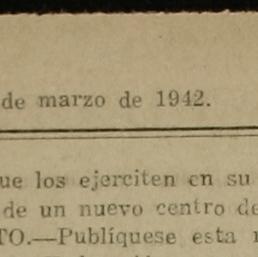 de marzo de 1942.
ue los ejerciten en su
de un nuevo centro de
TO.—Publíquese esta